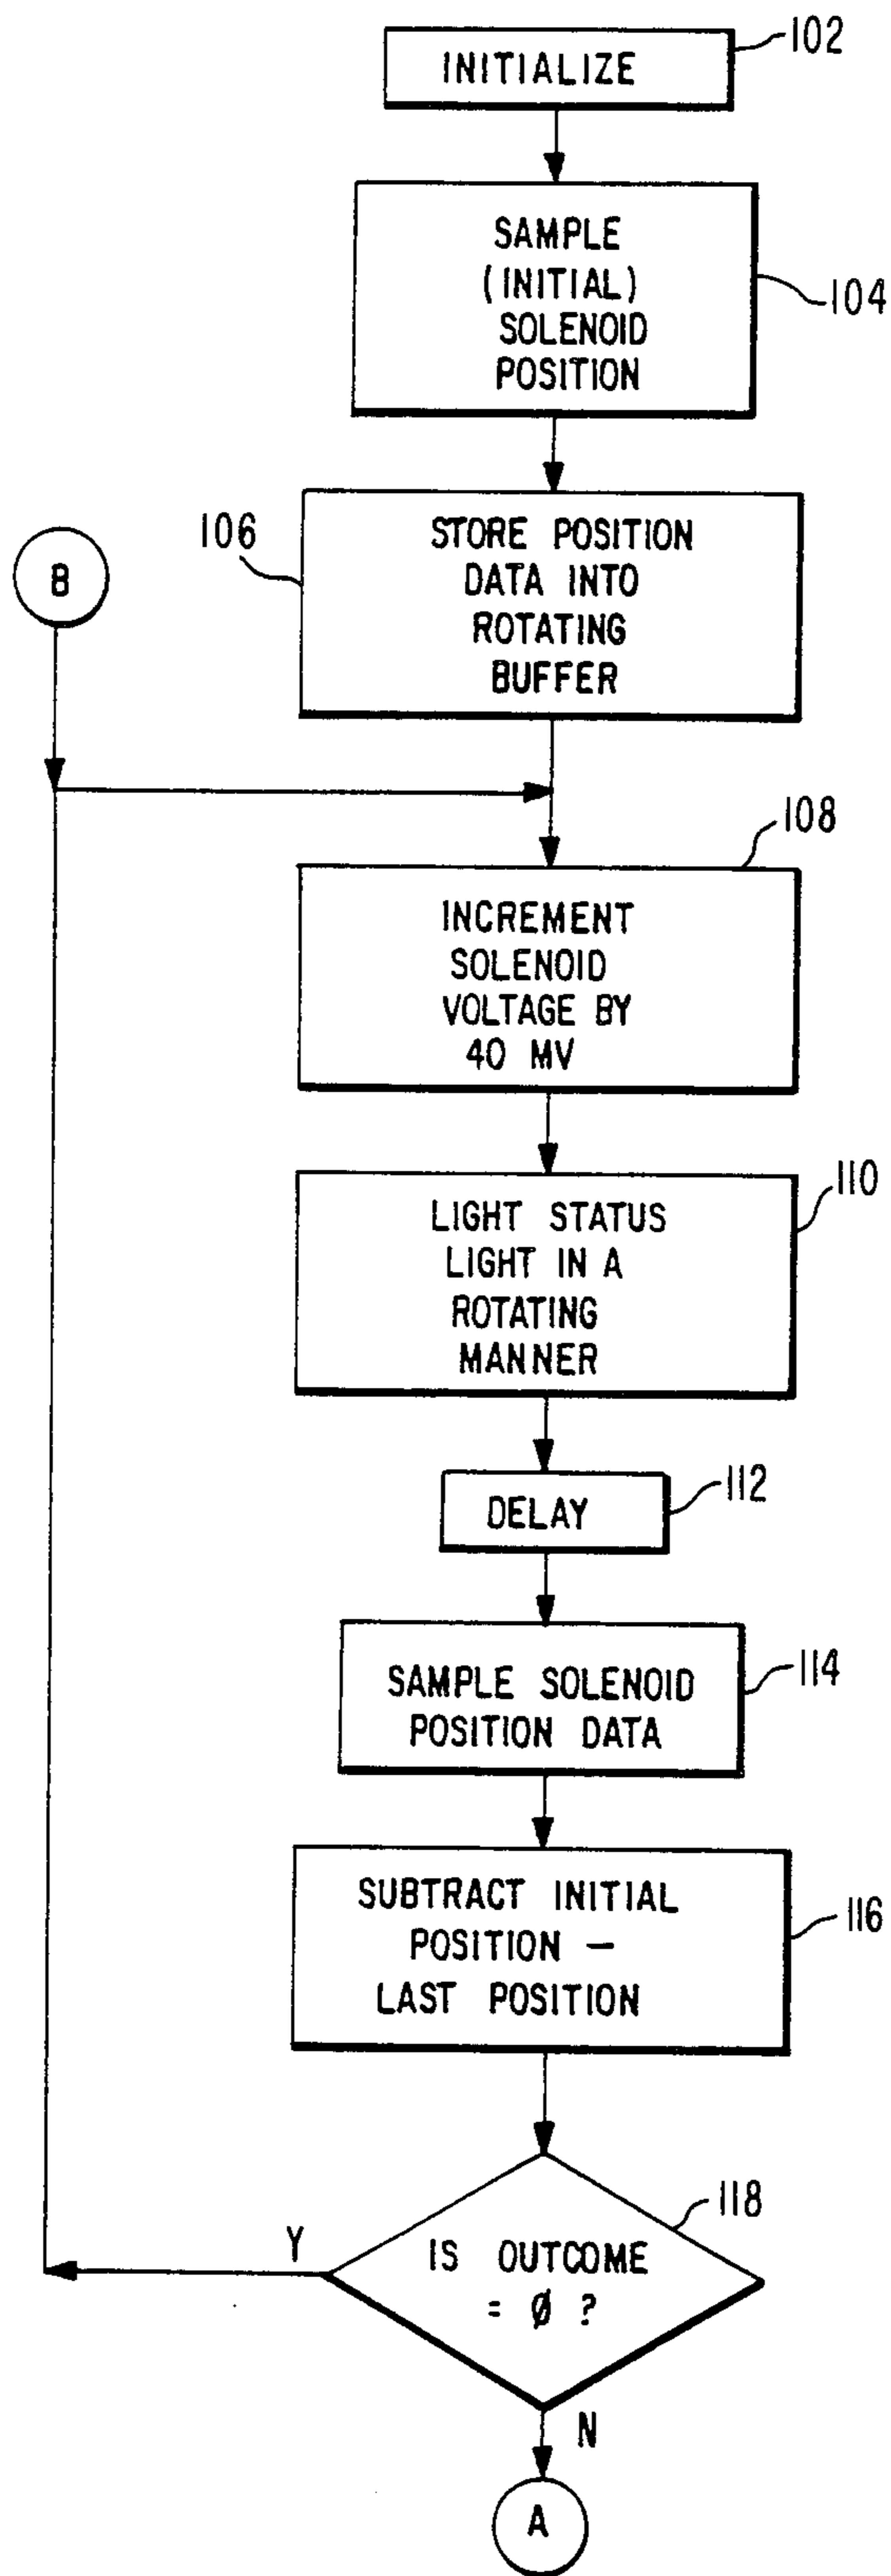 INITIALIZE
102
SAMPLE
(INITIAL)
SOLENOID
POSITION
104
106
STORE POSITION
DATA INTO
ROTATING
BUFFER
B
108
INCREMENT
SOLENOID
VOLTAGE BY
40 MV
110
LIGHT STATUS
LIGHT IN A
ROTATING
MANNER
DELAY
112
SAMPLE SOLENOID
POSITION DATA
114
SUBTRACT INITIAL
POSITION –
LAST POSITION
116
118
Y
IS OUTCOME
= Ø ?
N
A